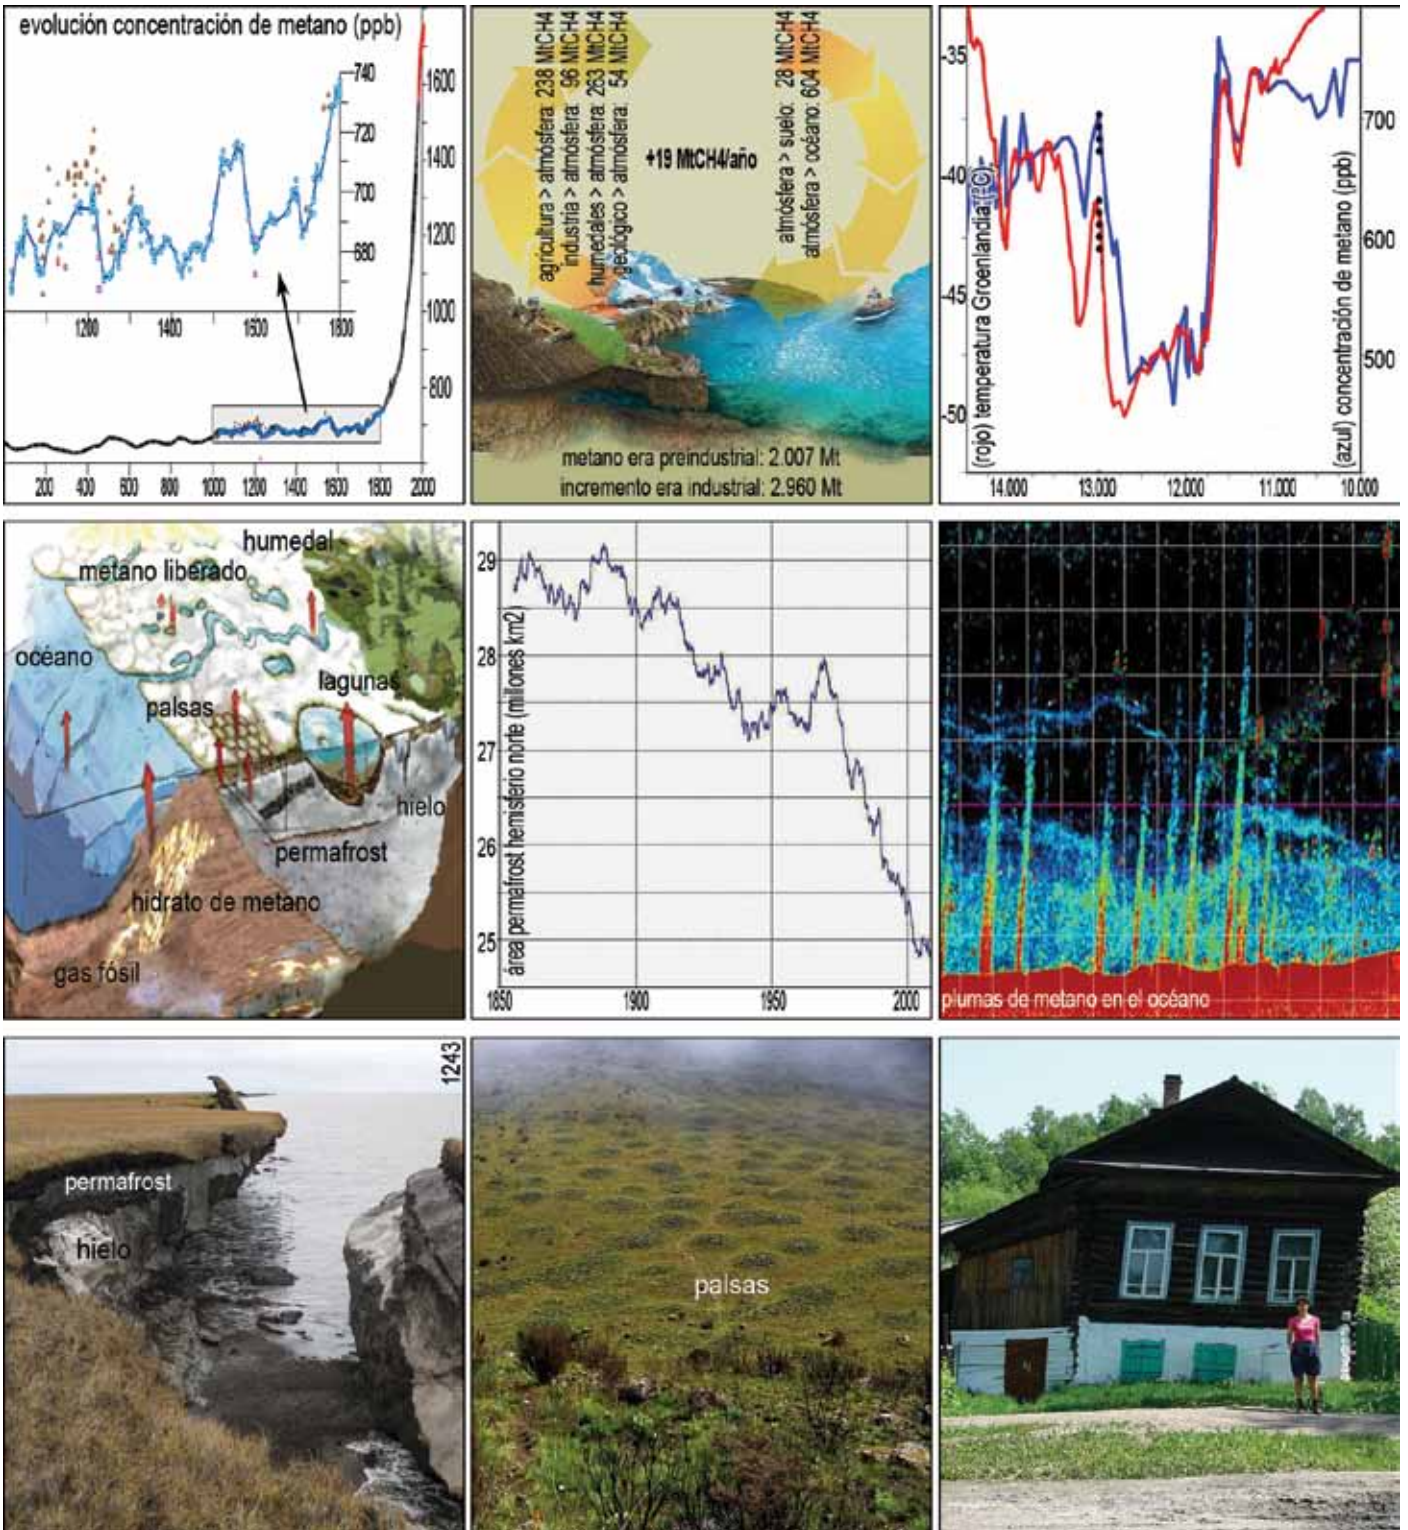 evolución concentración de metano (ppb)
740
720
700
680
1200
1400
1600
1800
1600
1400
1200
1000
800
200
400
600
800
1000
1200
1400
1600
1800
2000
agricultura > atmósfera: 238 MtCH4
industria > atmósfera: 96 MtCH4
humedales > atmósfera: 263 MtCH4
geológico > atmósfera: 54 MtCH4
+19 MtCH4/año
atmósfera > suelo: 28 MtCH4
atmósfera > océano: 604 MtCH4
metano era preindustrial: 2.007 Mt
incremento era industrial: 2.960 Mt
-35
-40
-45
-50
(rojo) temperatura Groenlandia (ºC)
(azul) concentración de metano (ppb)
700
600
500
14.000
13.000
12.000
11.000
10.000
humedal
metano liberado
océano
lagunas
palsas
hielo
permafrost
hidrato de metano
gas fósil
área permafrost hemisferio norte (millones km2)
29
28
27
26
25
1850
1900
1950
2000
plumas de metano en el océano
1243
permafrost
hielo
palsas